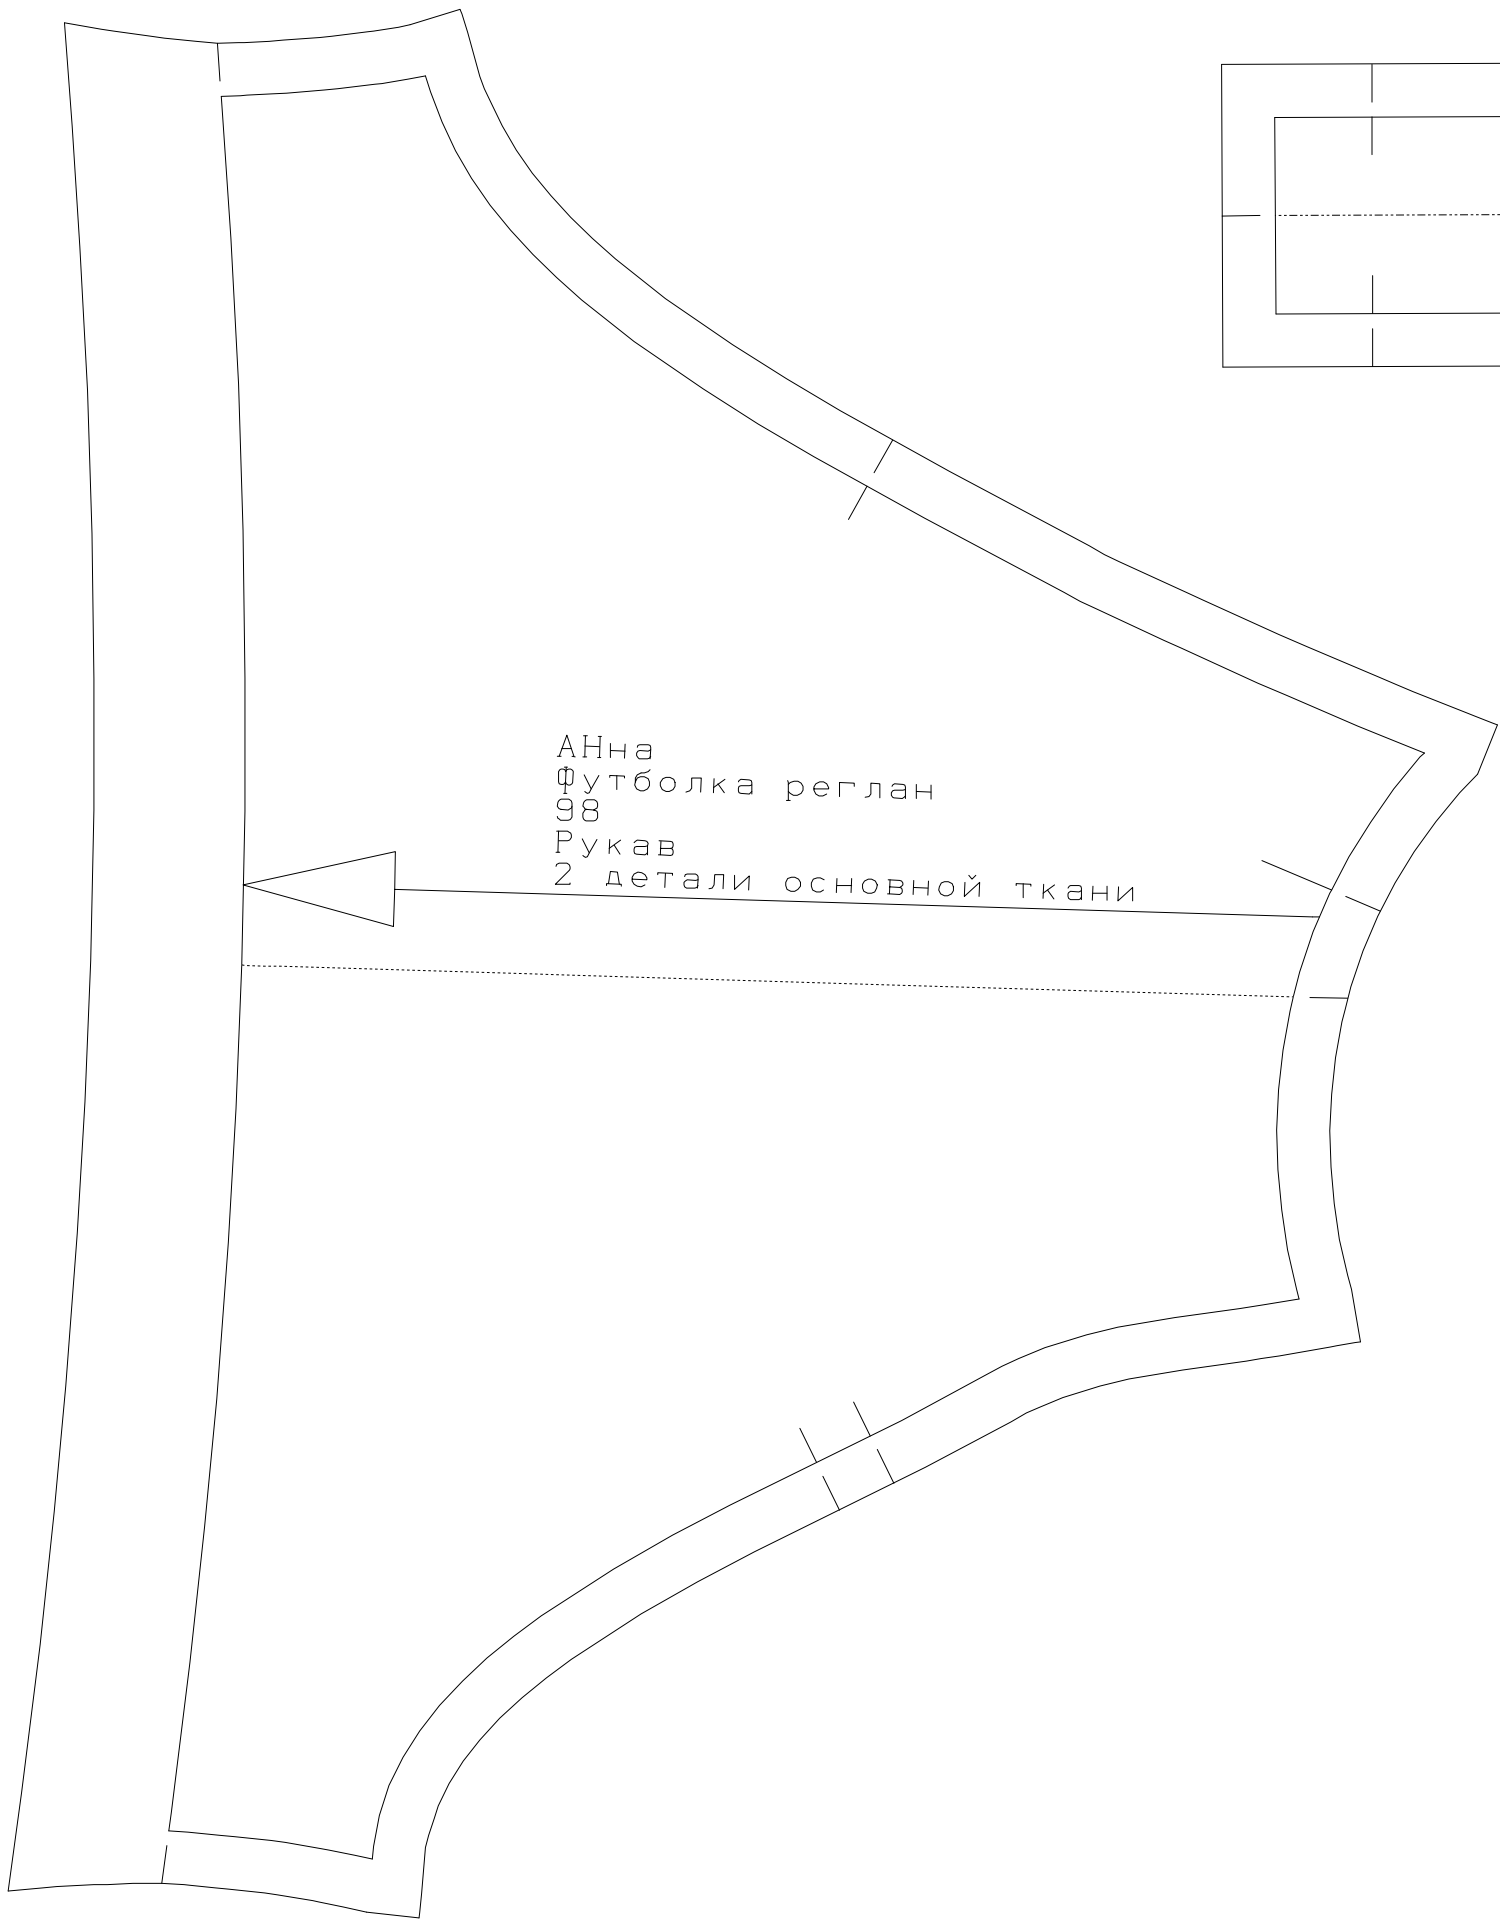 АНна
Футболка реглан
98
Рукав
2 детали основной ткани